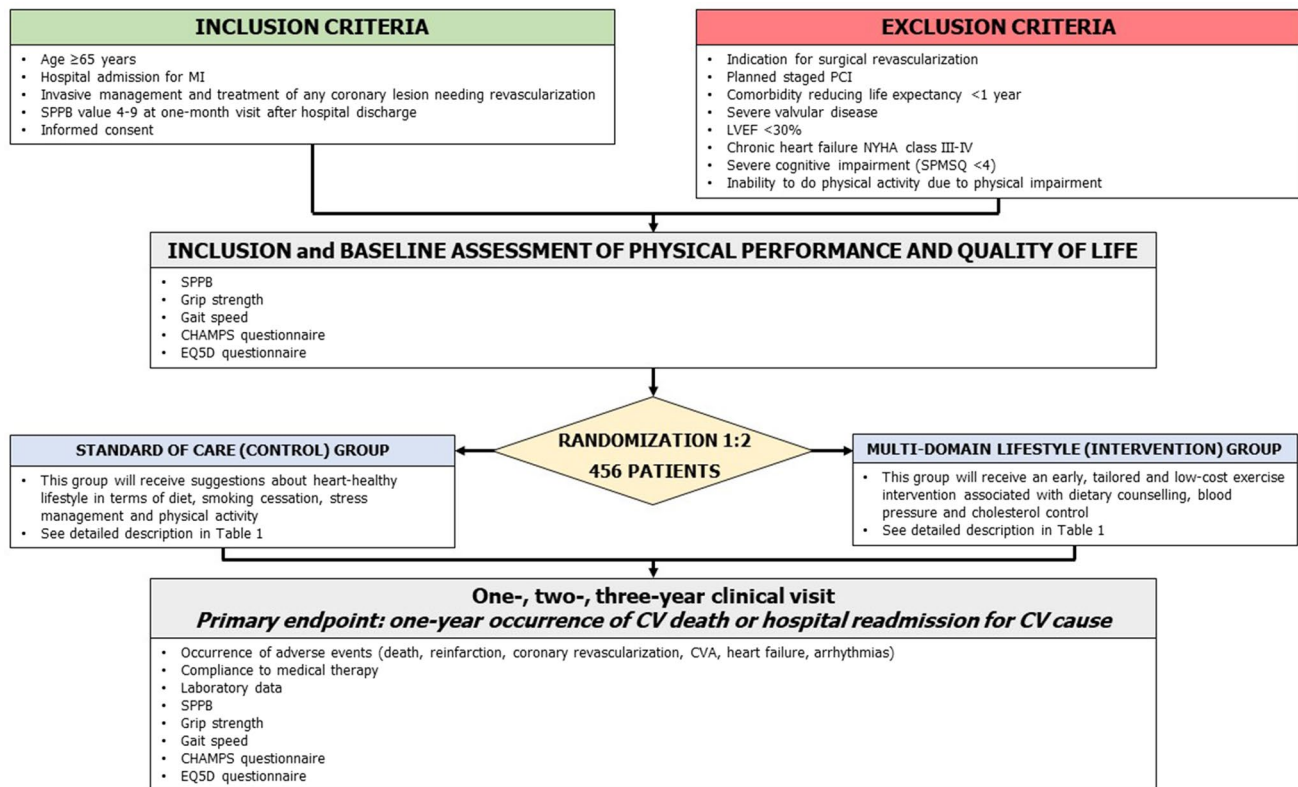 INCLUSION CRITERIA
• Age ≥65 years
• Hospital admission for MI
• Invasive management and treatment of any coronary lesion needing revascularization
• SPPB value 4-9 at one-month visit after hospital discharge
• Informed consent
EXCLUSION CRITERIA
• Indication for surgical revascularization
• Planned staged PCI
• Comorbidity reducing life expectancy <1 year
• Severe valvular disease
• LVEF <30%
• Chronic heart failure NYHA class III-IV
• Severe cognitive impairment (SPMSQ <4)
• Inability to do physical activity due to physical impairment
INCLUSION and BASELINE ASSESSMENT OF PHYSICAL PERFORMANCE AND QUALITY OF LIFE
• SPPB
• Grip strength
• Gait speed
• CHAMPS questionnaire
• EQ5D questionnaire
RANDOMIZATION 1:2
456 PATIENTS
STANDARD OF CARE (CONTROL) GROUP
• This group will receive suggestions about heart-healthy
lifestyle in terms of diet, smoking cessation, stress
management and physical activity
• See detailed description in Table 1
MULTI-DOMAIN LIFESTYLE (INTERVENTION) GROUP
• This group will receive an early, tailored and low-cost exercise
intervention associated with dietary counselling, blood
pressure and cholesterol control
• See detailed description in Table 1
One-, two-, three-year clinical visit
Primary endpoint: one-year occurrence of CV death or hospital readmission for CV cause
• Occurrence of adverse events (death, reinfarction, coronary revascularization, CVA, heart failure, arrhythmias)
• Compliance to medical therapy
• Laboratory data
• SPPB
• Grip strength
• Gait speed
• CHAMPS questionnaire
• EQ5D questionnaire